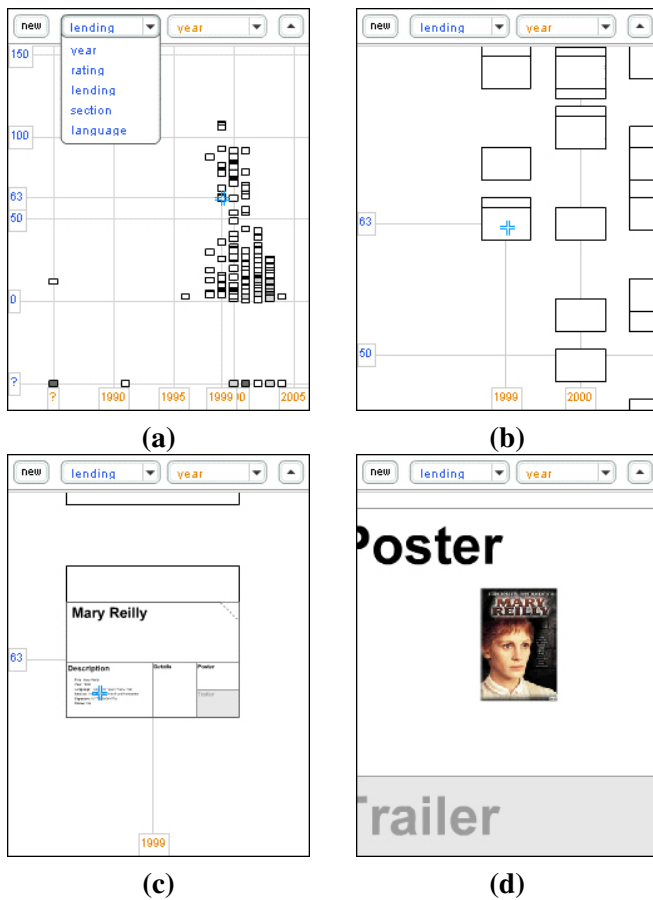 new lending year
150
year
rating
lending
section
language
100
63
50
0
?
? 1990 1995 1999 2005
(a)
new lending year
63
50
1999 2000
(b)
new lending year
Mary Reilly
63
Description Details Poster
Trailer
1999
(c)
new lending year
Poster
MARY
REILLY
Trailer
(d)